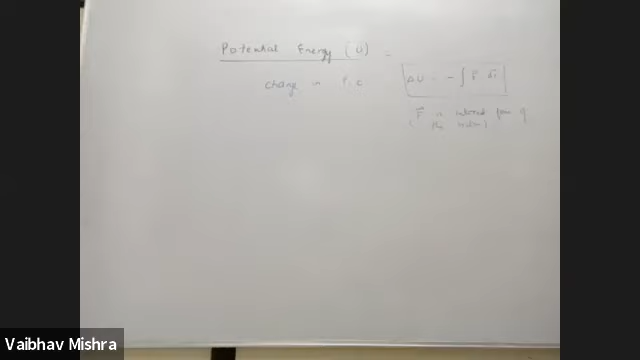 Potential Energy (U) -
Change in P.E
ΔU = - ∫ F⃗ dr⃗
( F⃗ is internal force of
the system)
Vaibhav Mishra